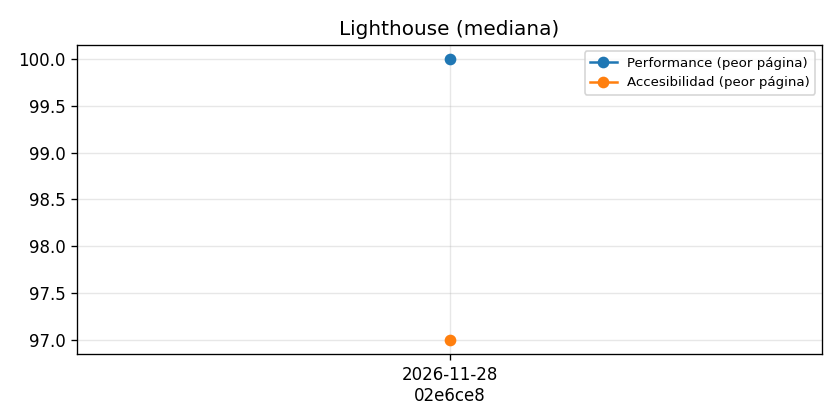 Lighthouse (mediana)
100.0
99.5
99.0
98.5
98.0
97.5
97.0
Performance (peor página)
Accesibilidad (peor página)
2026-11-28
02e6ce8